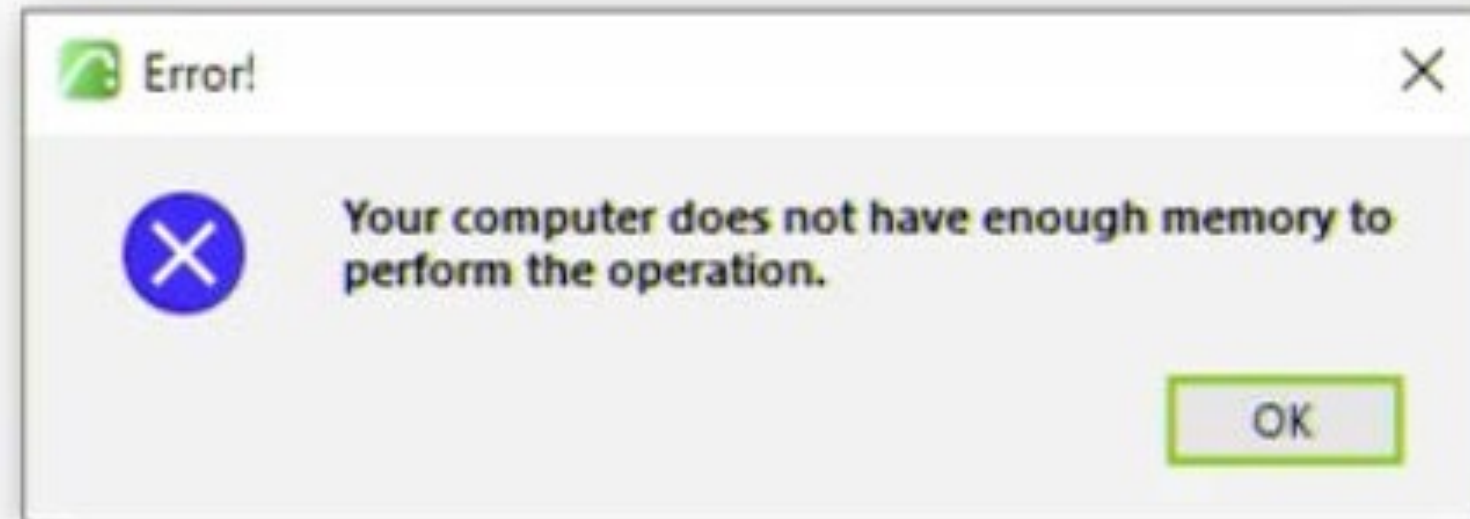 Error!
Your computer does not have enough memory to
perform the operation.
OK